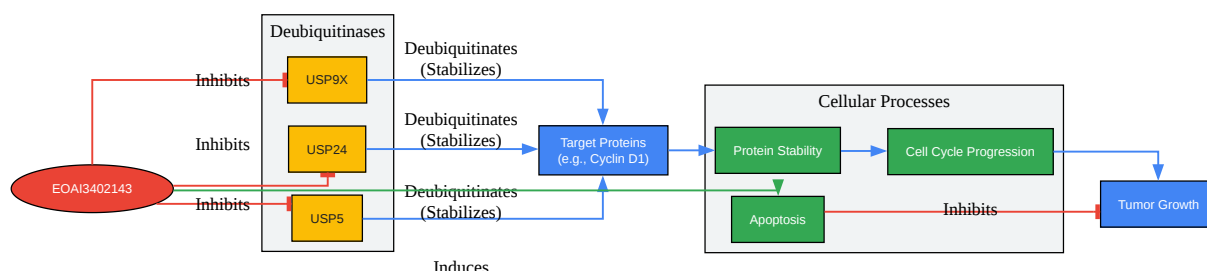 Deubiquitinases
USP9X
USP24
USP5
EOAI3402143
Inhibits
Inhibits
Inhibits
Deubiquitinates
(Stabilizes)
Deubiquitinates
(Stabilizes)
Deubiquitinates
(Stabilizes)
Induces
Target Proteins
(e.g., Cyclin D1)
Cellular Processes
Protein Stability
Cell Cycle Progression
Apoptosis
Inhibits
Tumor Growth